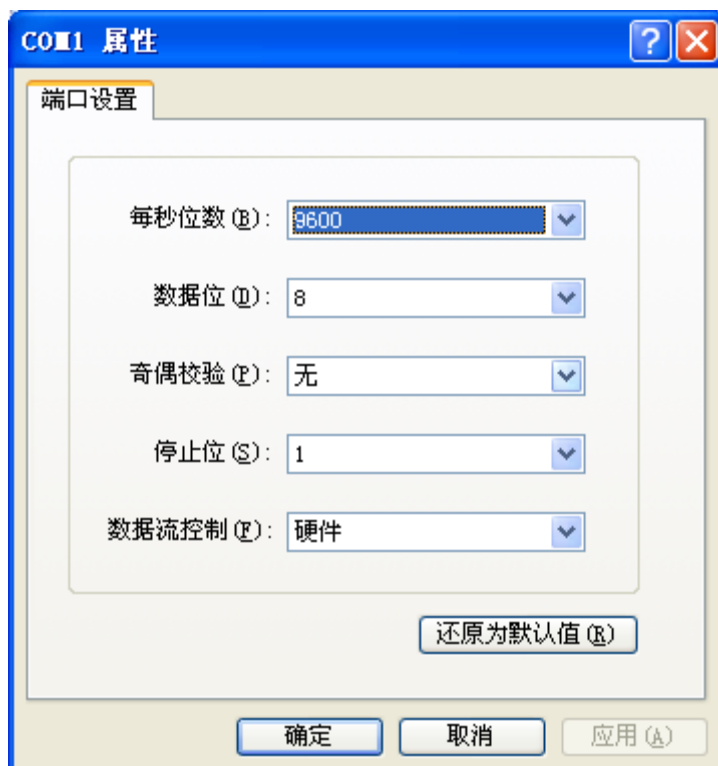 COM1 属性
端口设置
每秒位数(B): 9600
数据位(D): 8
奇偶校验(P): 无
停止位(S): 1
数据流控制(F): 硬件
还原为默认值(R)
确定 取消 应用(A)